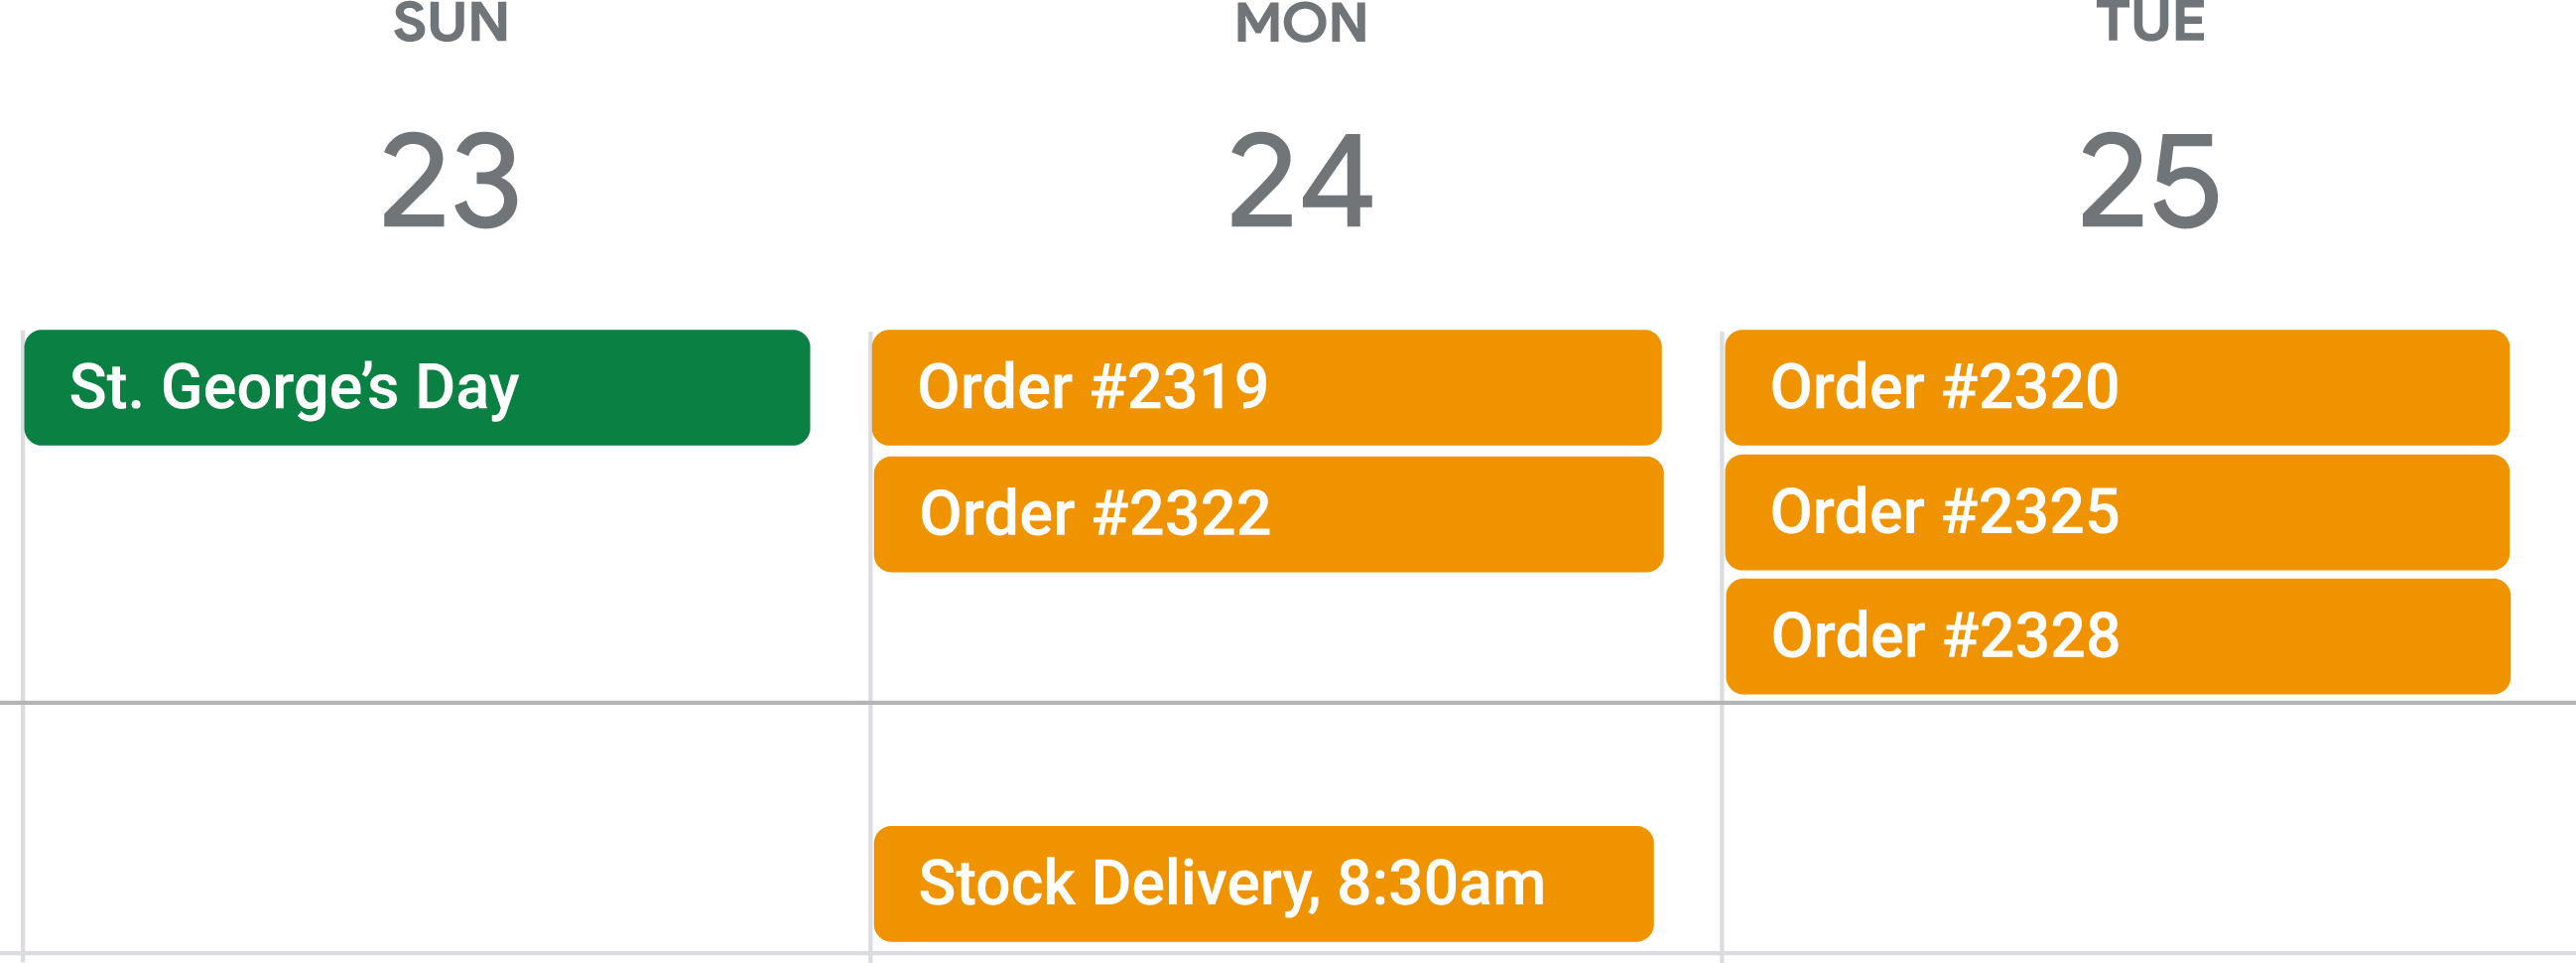 SUN
23
MON
24
TUE
25
St. George’s Day
Order #2319
Order #2322
Order #2320
Order #2325
Order #2328
Stock Delivery, 8:30am